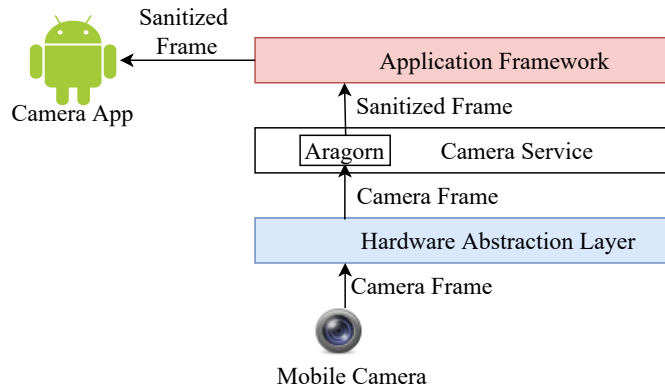 Sanitized
Frame
Application Framework
Camera App
Sanitized Frame
Aragorn
Camera Service
Camera Frame
Hardware Abstraction Layer
Camera Frame
Mobile Camera